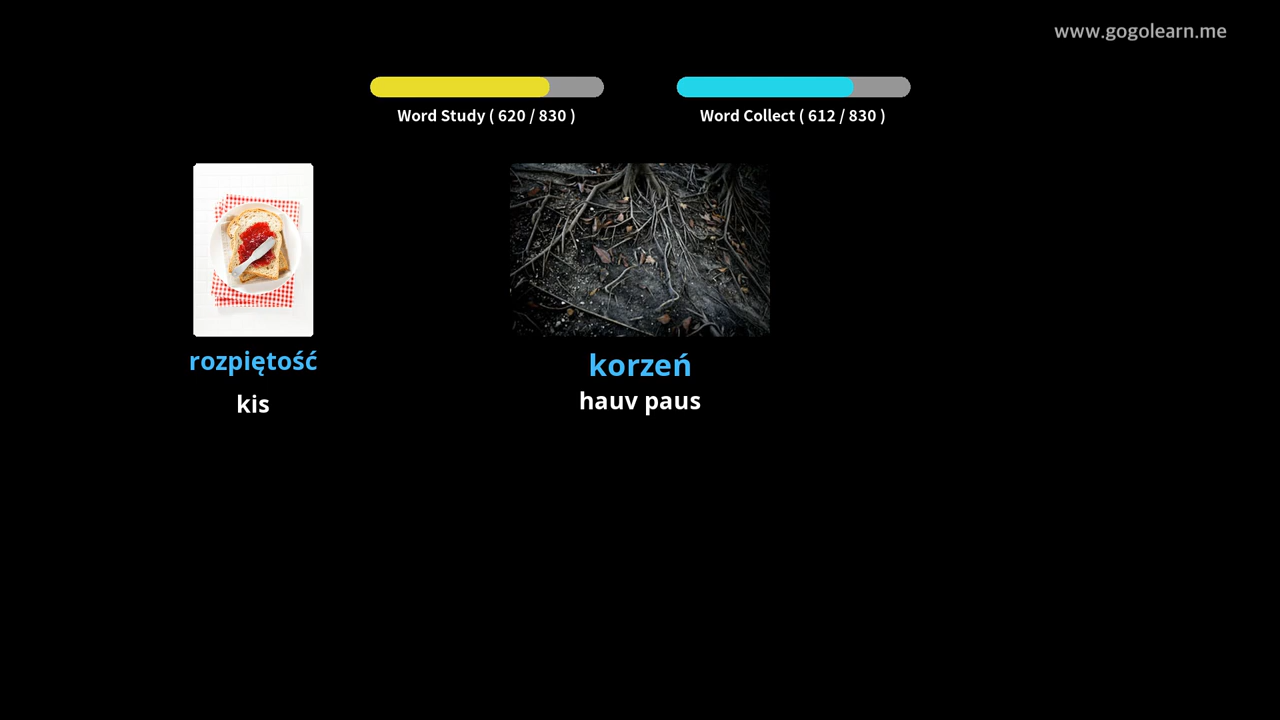 www.gogolearn.me
Word Study ( 620 / 830 )
Word Collect ( 612 / 830 )
rozpiętość
kis
korzeń
hauv paus